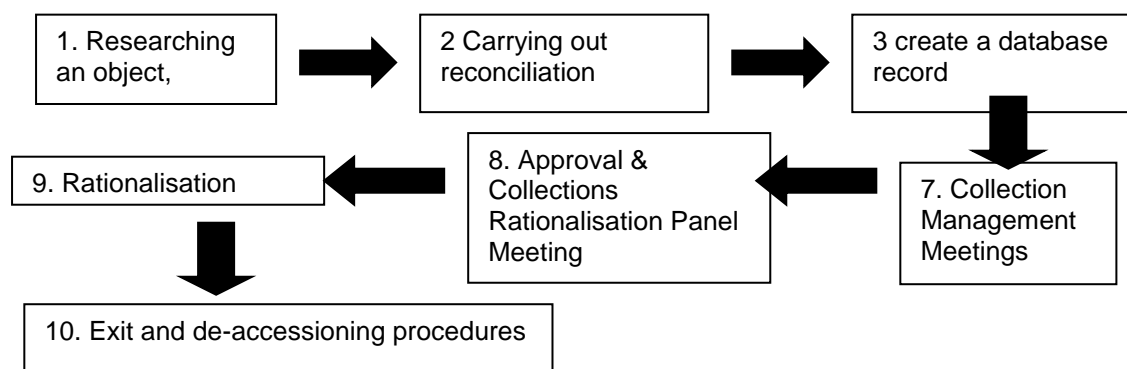 1. Researching
an object,
2 Carrying out
reconciliation
3 create a database
record
7. Collection
Management
Meetings
8. Approval &
Collections
Rationalisation Panel
Meeting
9. Rationalisation
10. Exit and de-accessioning procedures